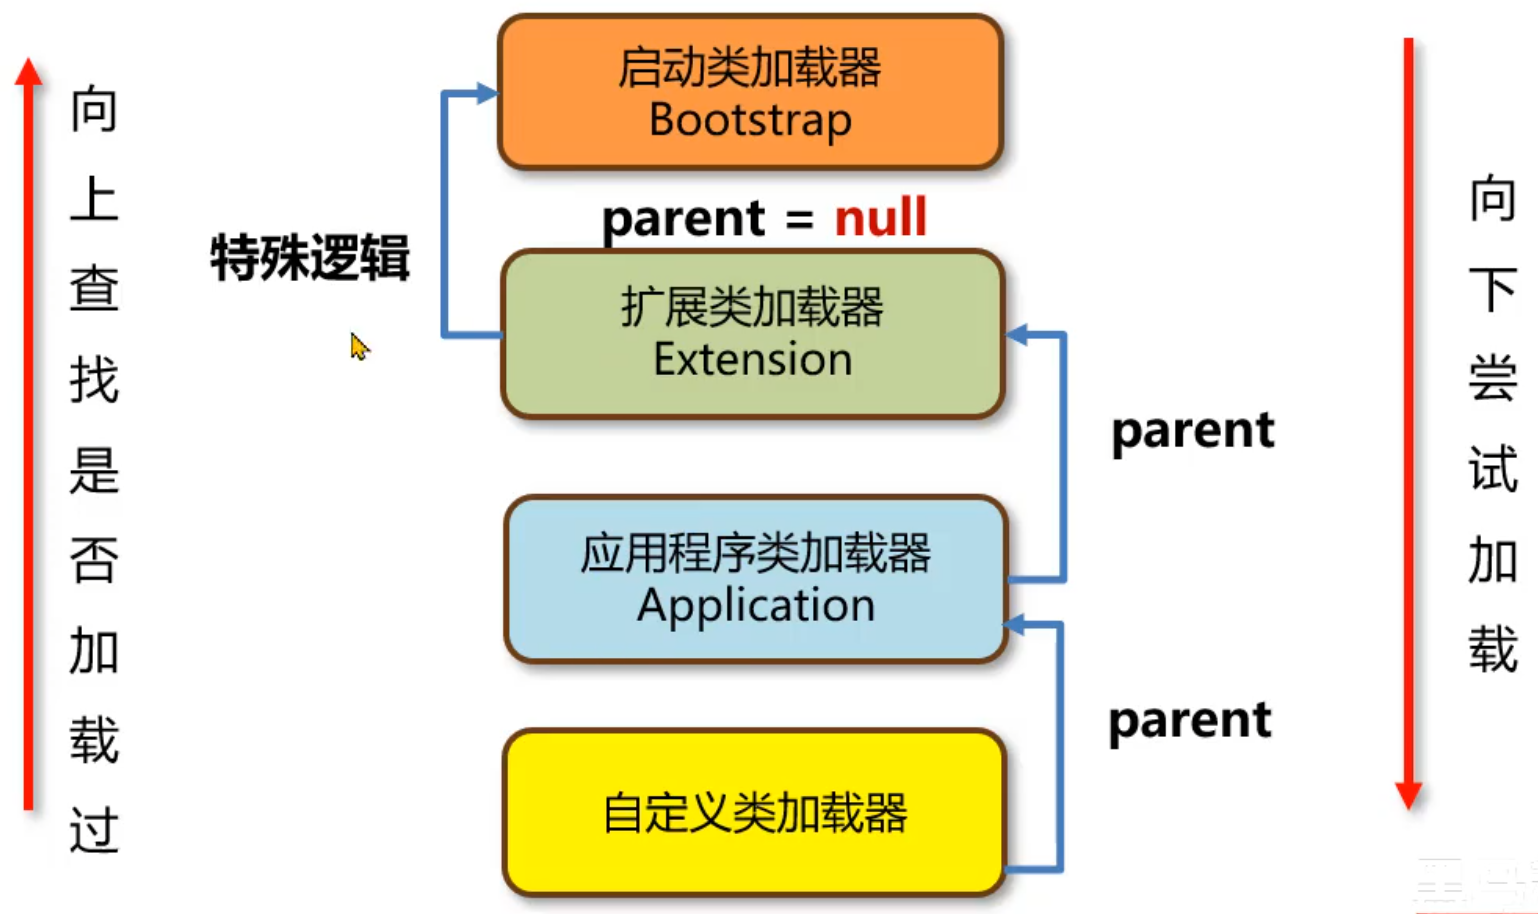 向上查找是否加载过
启动类加载器
Bootstrap
parent = null
特殊逻辑
扩展类加载器
Extension
parent
应用程序类加载器
Application
parent
自定义类加载器
向下尝试加载